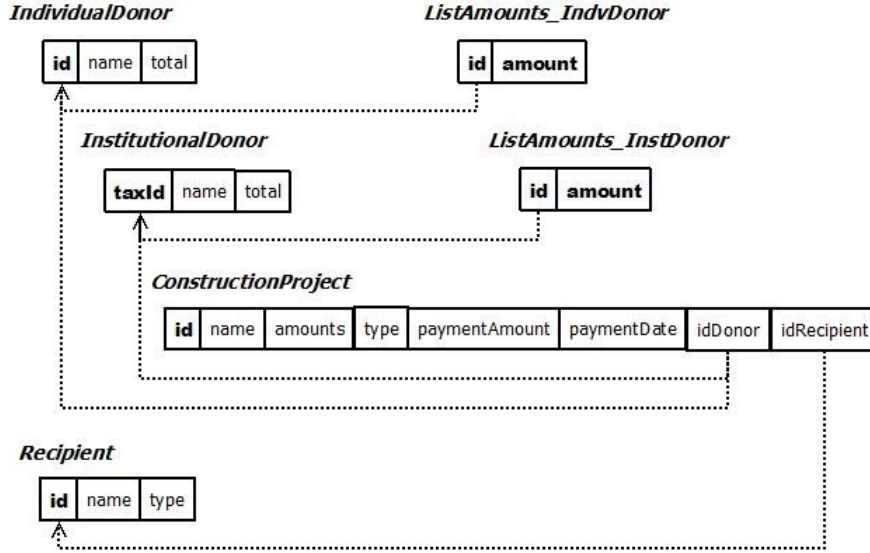 IndividualDonor ListAmounts_IndvDonor
id name total id amount
InstitutionalDonor ListAmounts_InstDonor
taxId name total id amount
ConstructionProject
id name amounts type paymentAmount paymentDate idDonor idRecipient
Recipient
id name type